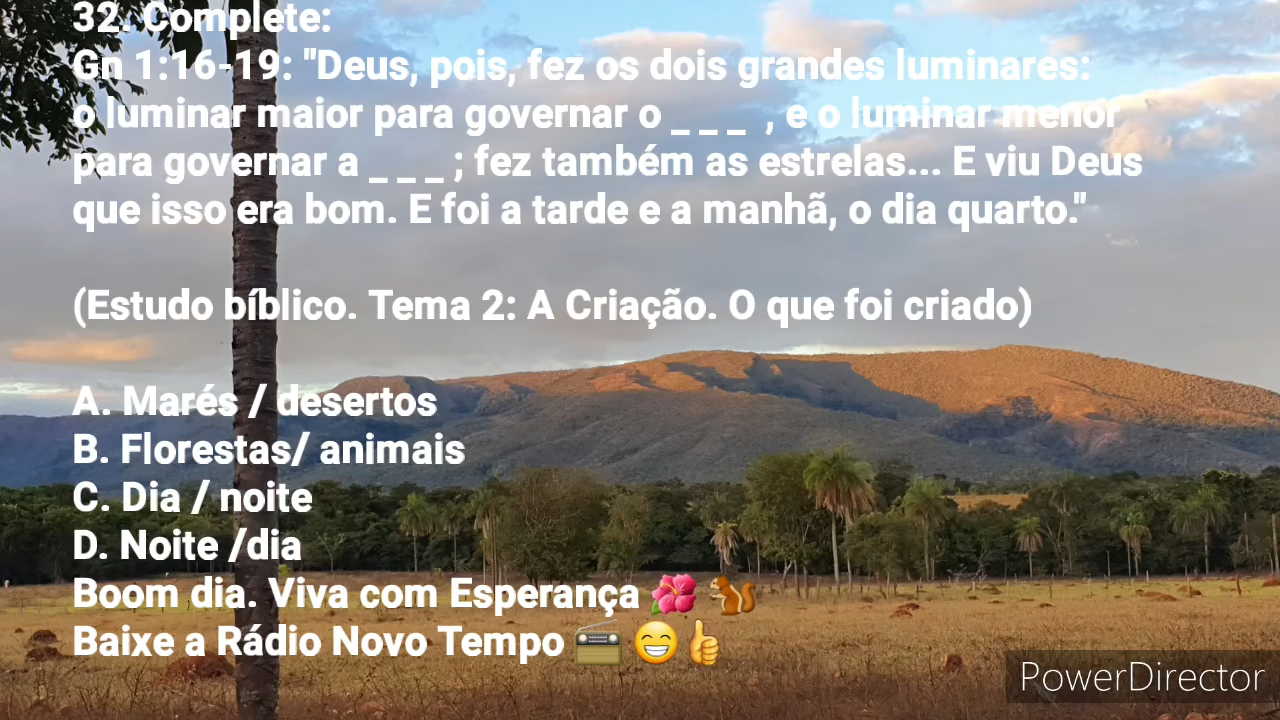 32. Complete:
Gn 1:16-19: "Deus, pois, fez os dois grandes luminares:
o luminar maior para governar o _ _ _ , e o luminar menor
para governar a _ _ _ ; fez também as estrelas... E viu Deus
que isso era bom. E foi a tarde e a manhã, o dia quarto."
(Estudo bíblico. Tema 2: A Criação. O que foi criado)
A. Marés / desertos
B. Florestas/ animais
C. Dia / noite
D. Noite /dia
Boom dia. Viva com Esperança 🌺 🐿️
Baixe a Rádio Novo Tempo 📻 😁👍
PowerDirector